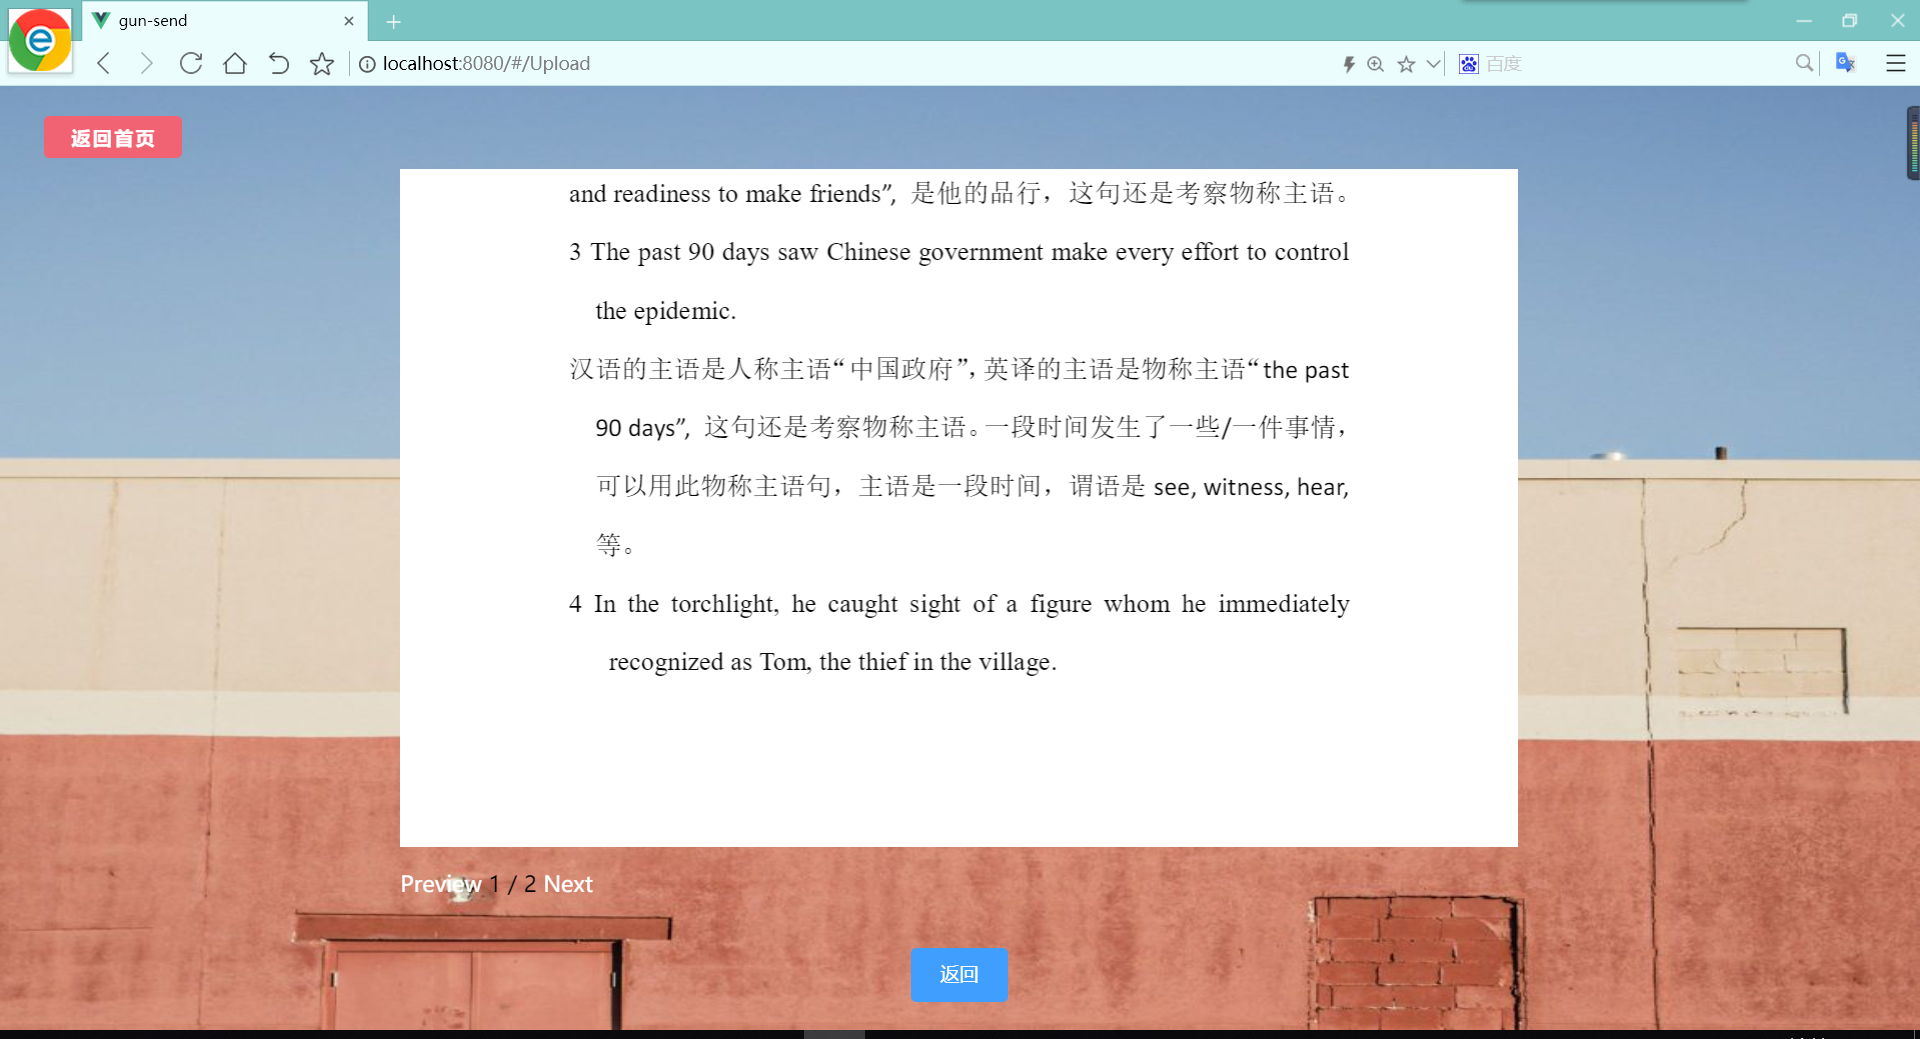 gun-send
localhost:8080/#/Upload
百度
返回首页
and readiness to make friends”, 是他的品行，这句还是考察物称主语。
3 The past 90 days saw Chinese government make every effort to control
the epidemic.
汉语的主语是人称主语“中国政府”，英译的主语是物称主语“the past
90 days”, 这句还是考察物称主语。一段时间发生了一些/一件事情，
可以用此物称主语句，主语是一段时间，谓语是 see, witness, hear,
等。
4 In the torchlight, he caught sight of a figure whom he immediately
recognized as Tom, the thief in the village.
Preview 1 / 2 Next
返回